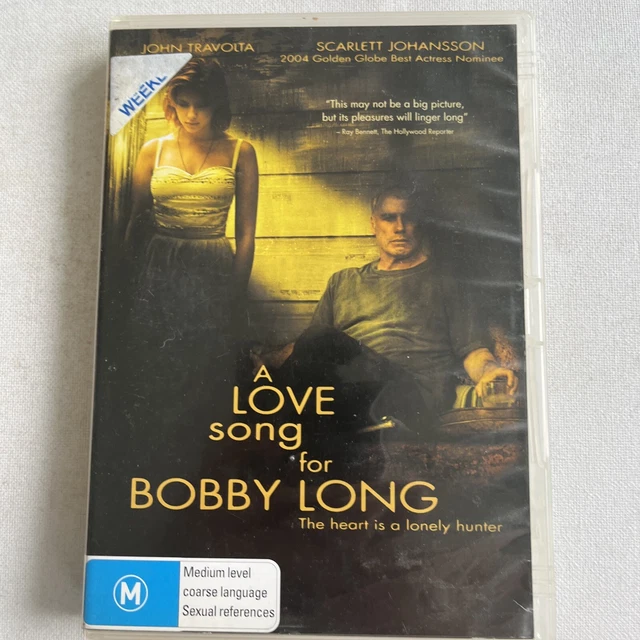 JOHN TRAVOLTA
SCARLETT JOHANSSON
2004 Golden Globe Best Actress Nominee
"This may not be a big picture,
but its pleasures will linger long"
– Ray Bennett, The Hollywood Reporter
A
LOVE
song
for
BOBBY LONG
The heart is a lonely hunter
M
Medium level
coarse language
Sexual references